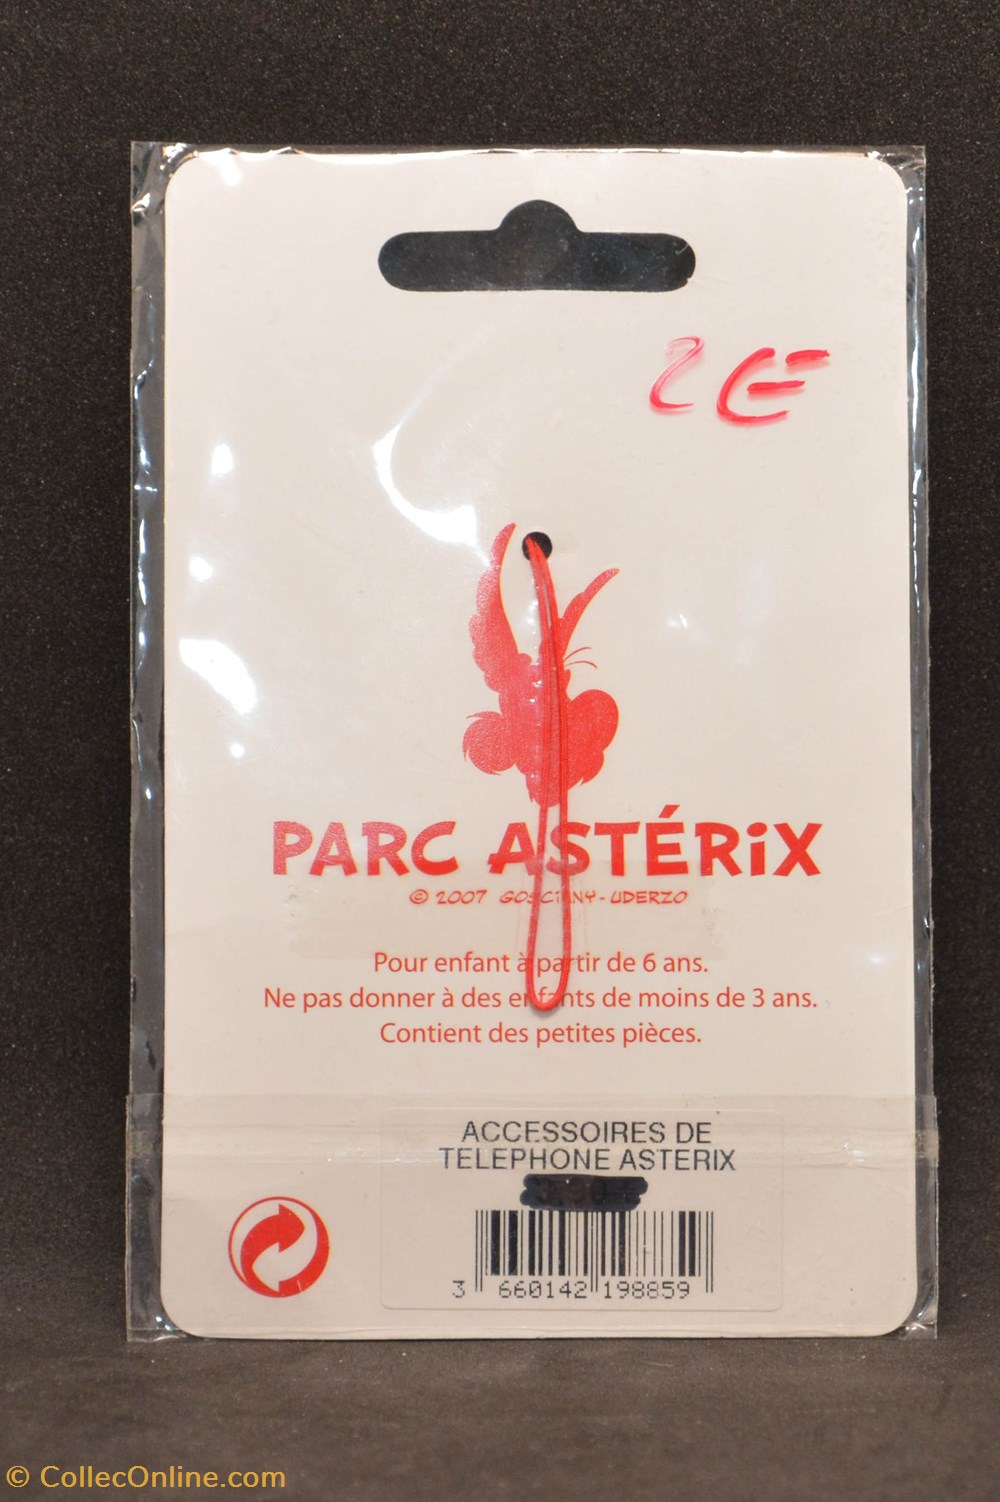 2 €
PARC ASTÉRiX
© 2007 GOSCINNY - UDERZO
Pour enfant à partir de 6 ans.
Ne pas donner à des enfants de moins de 3 ans.
Contient des petites pièces.
ACCESSOIRES DE
TELEPHONE ASTERIX
3 660142 198859
© CollecOnline.com